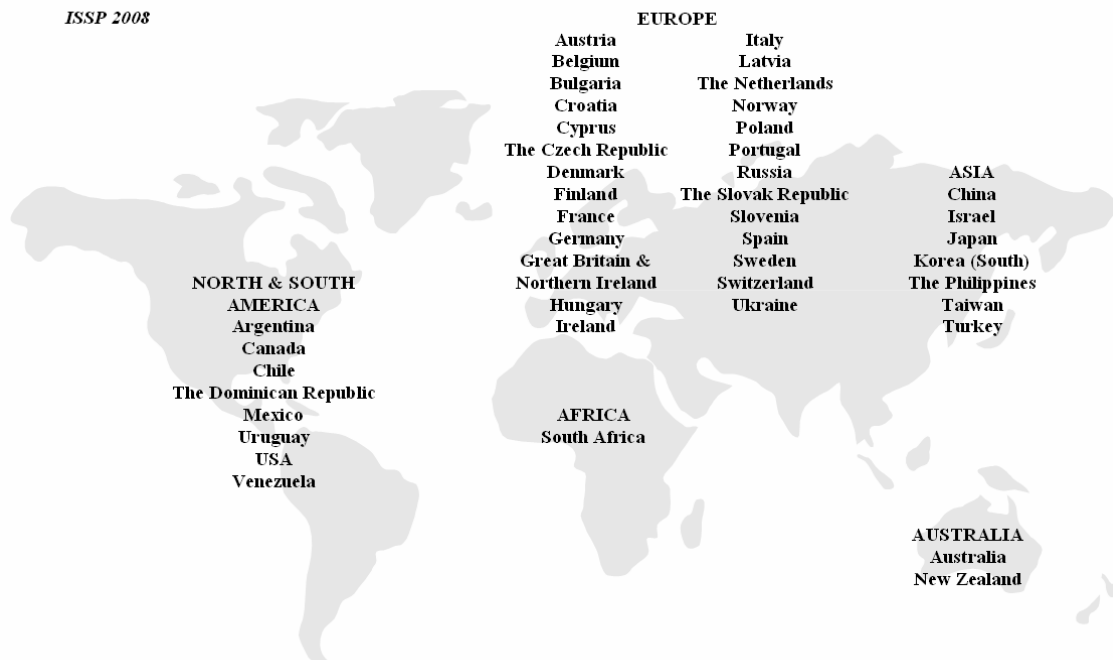 ISSP 2008
EUROPE
Austria
Belgium
Bulgaria
Croatia
Cyprus
The Czech Republic
Denmark
Finland
France
Germany
Great Britain &
Northern Ireland
Hungary
Ireland
Italy
Latvia
The Netherlands
Norway
Poland
Portugal
Russia
The Slovak Republic
Slovenia
Spain
Sweden
Switzerland
Ukraine
ASIA
China
Israel
Japan
Korea (South)
The Philippines
Taiwan
Turkey
NORTH & SOUTH
AMERICA
Argentina
Canada
Chile
The Dominican Republic
Mexico
Uruguay
USA
Venezuela
AFRICA
South Africa
AUSTRALIA
Australia
New Zealand